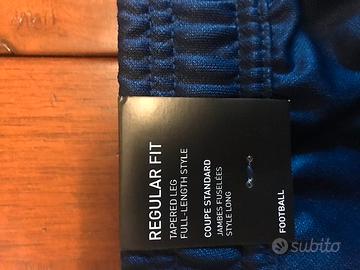 REGULAR FIT
TAPERED LEG
FULL-LENGTH STYLE
COUPE STANDARD
JAMBES FUSELÉES
STYLE LONG
FOOTBALL
subito